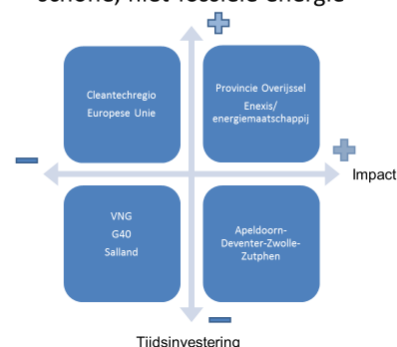 schone, niet fossiele energie
Cleantechregio
Europese Unie
Provincie Overijssel
Enexis/
energiemaatschappij
Impact
VNG
G40
Salland
Apeldoorn-
Deventer-Zwolle-
Zutphen
Tijdsinvestering